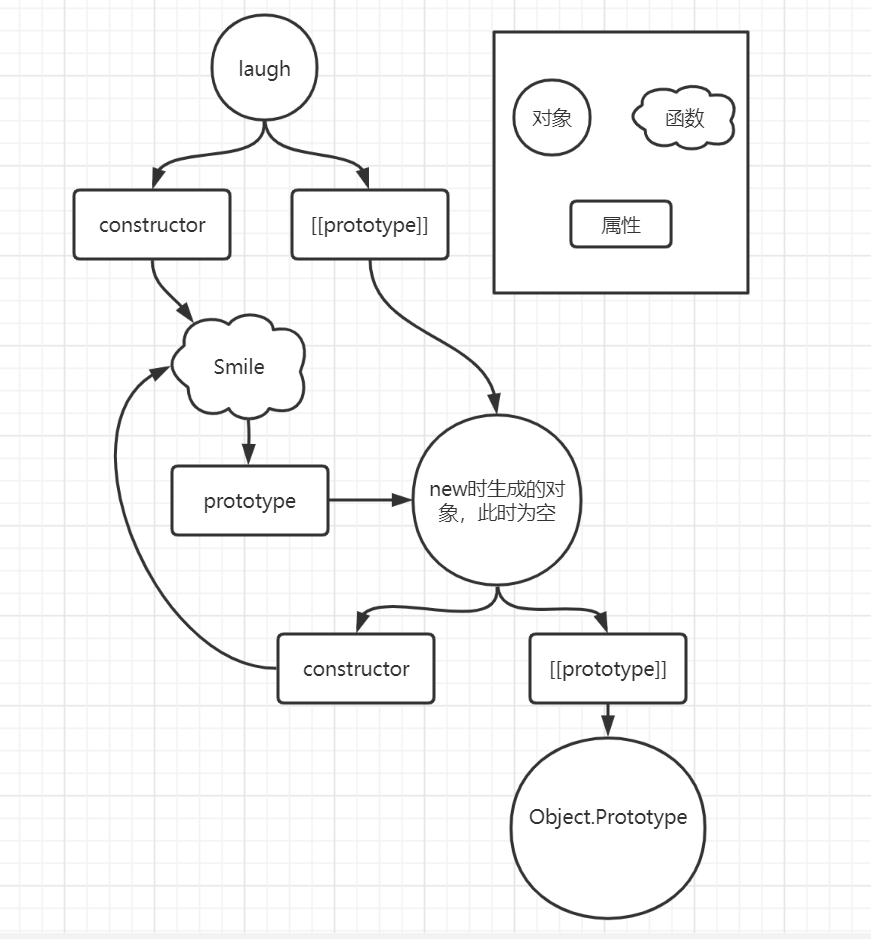 laugh
对象
函数
constructor
[[prototype]]
属性
Smile
prototype
new时生成的对
象，此时为空
constructor
[[prototype]]
Object.Prototype